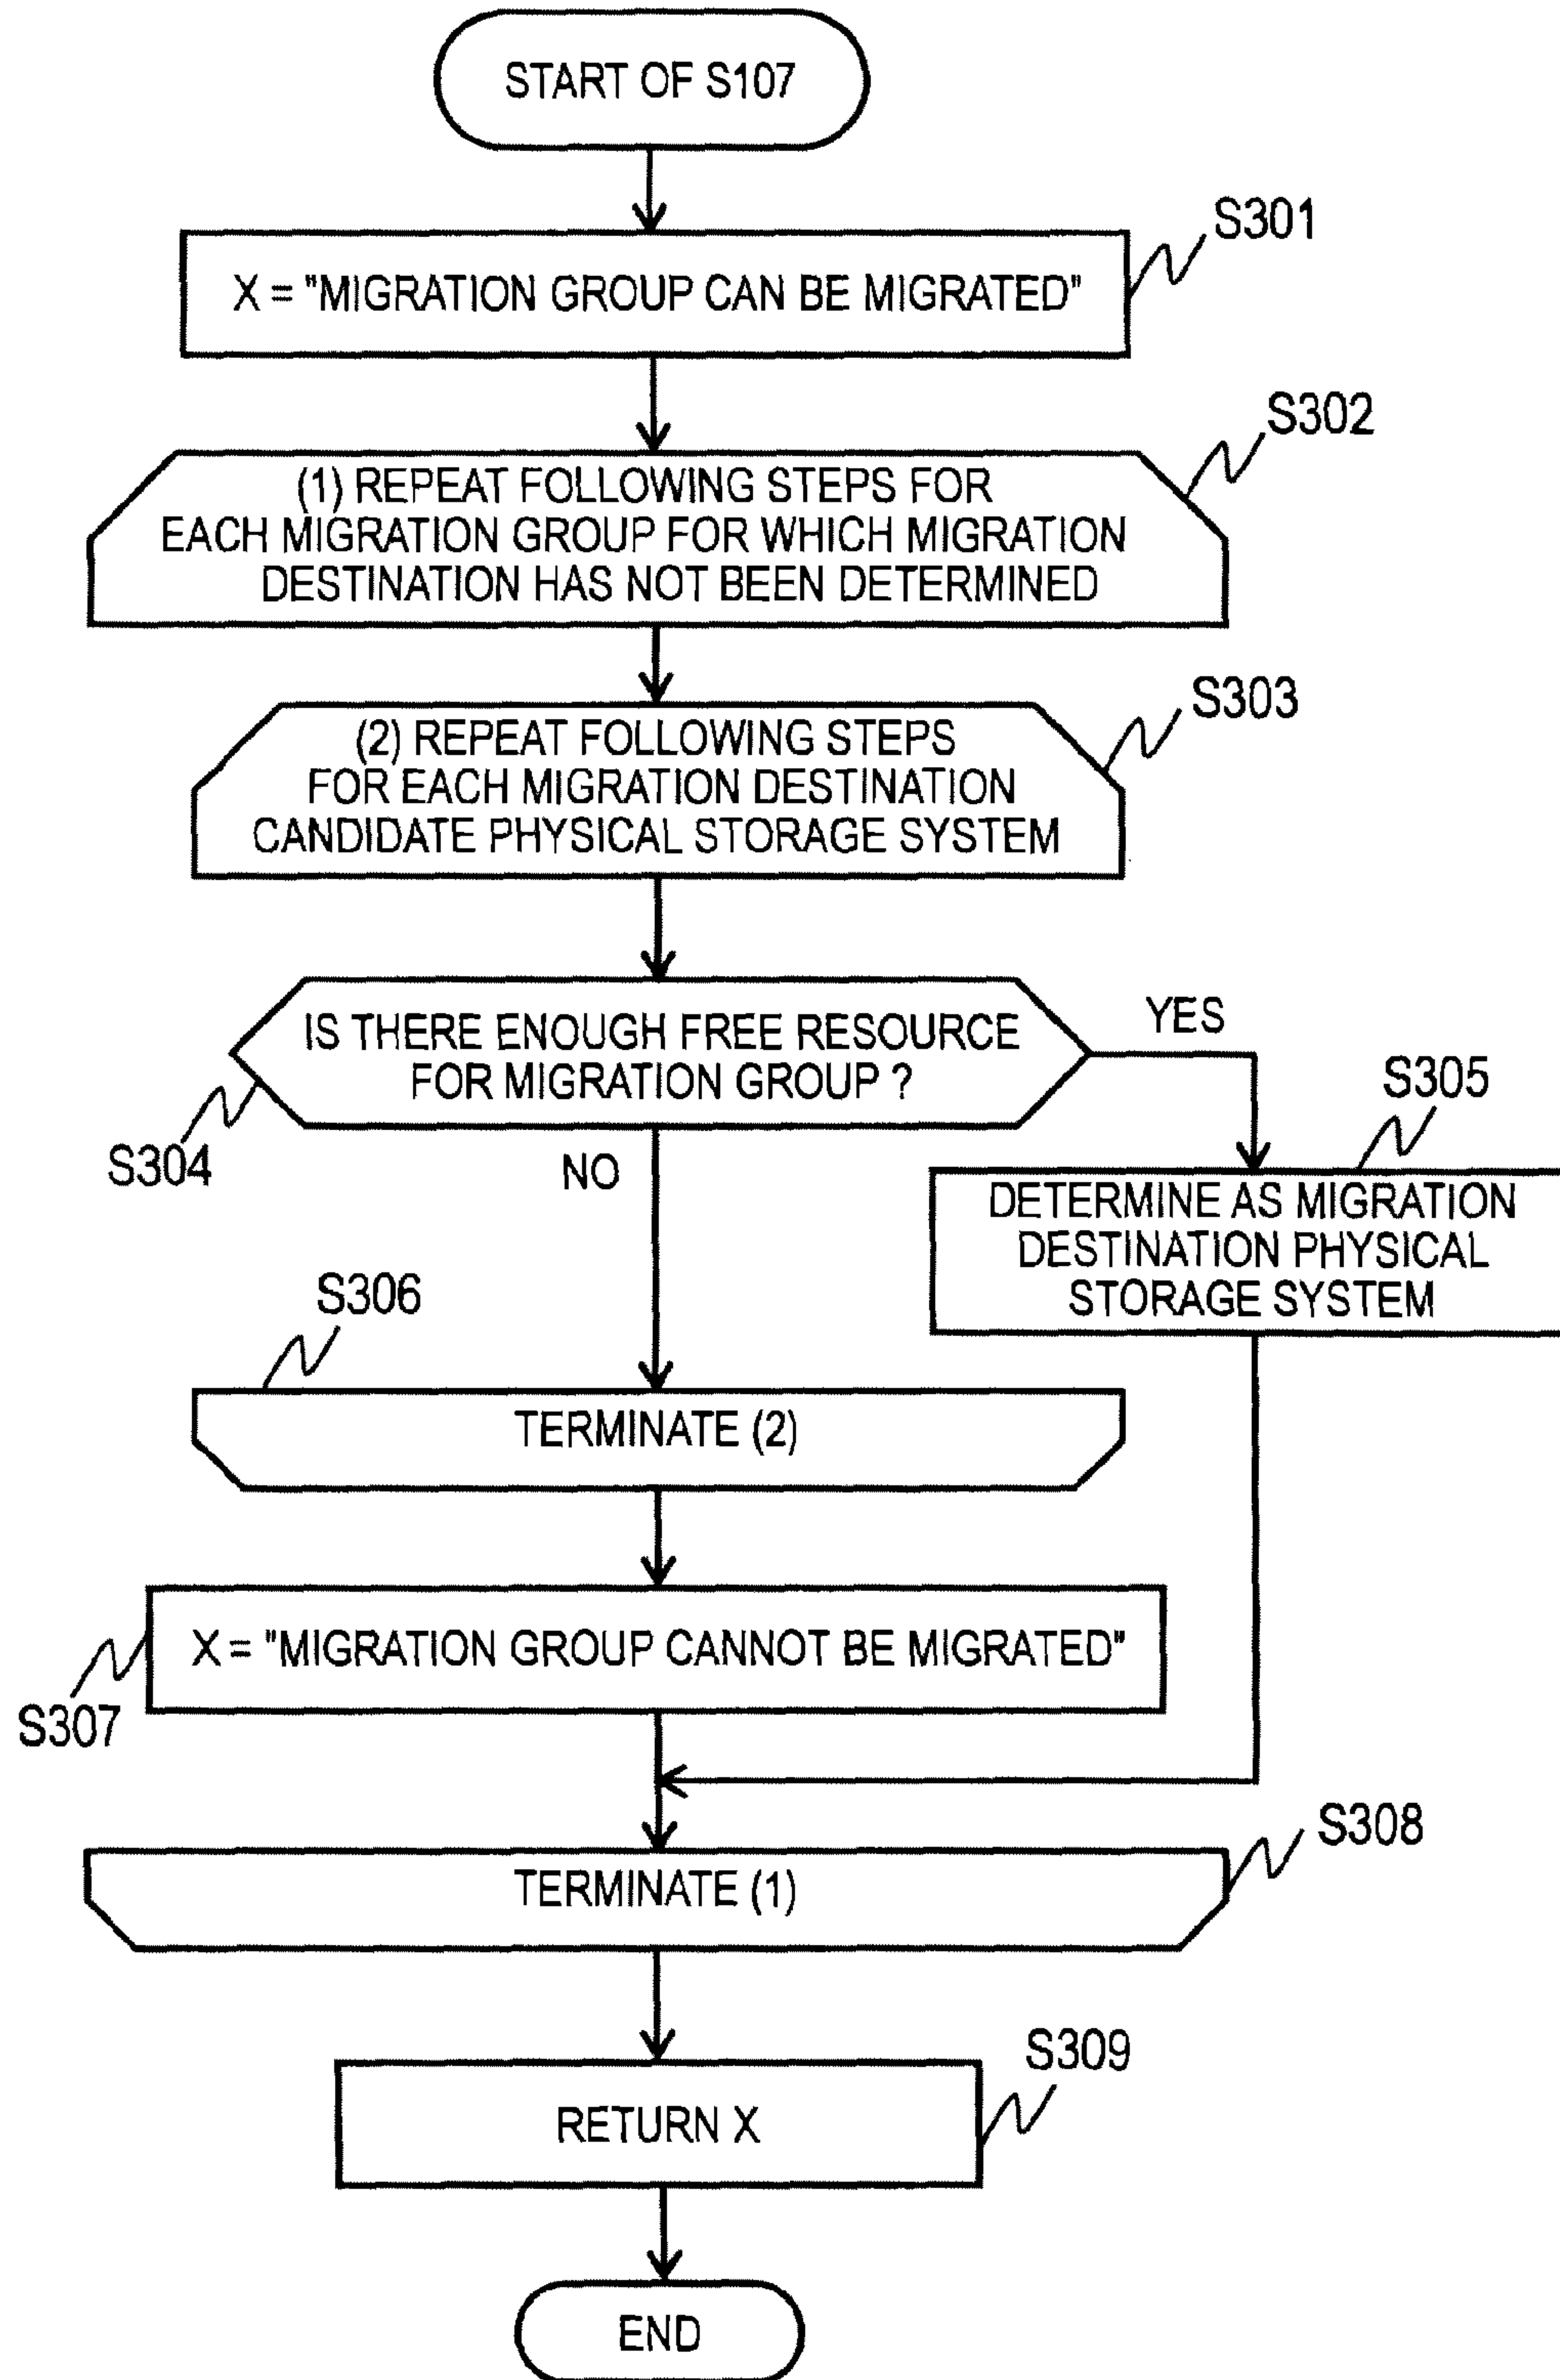 START OF S107
S301
X = "MIGRATION GROUP CAN BE MIGRATED"
S302
(1) REPEAT FOLLOWING STEPS FOR
EACH MIGRATION GROUP FOR WHICH MIGRATION
DESTINATION HAS NOT BEEN DETERMINED
S303
(2) REPEAT FOLLOWING STEPS
FOR EACH MIGRATION DESTINATION
CANDIDATE PHYSICAL STORAGE SYSTEM
IS THERE ENOUGH FREE RESOURCE
FOR MIGRATION GROUP ?
YES
S304
NO
S305
DETERMINE AS MIGRATION
DESTINATION PHYSICAL
STORAGE SYSTEM
S306
TERMINATE (2)
X = "MIGRATION GROUP CANNOT BE MIGRATED"
S307
S308
TERMINATE (1)
S309
RETURN X
END